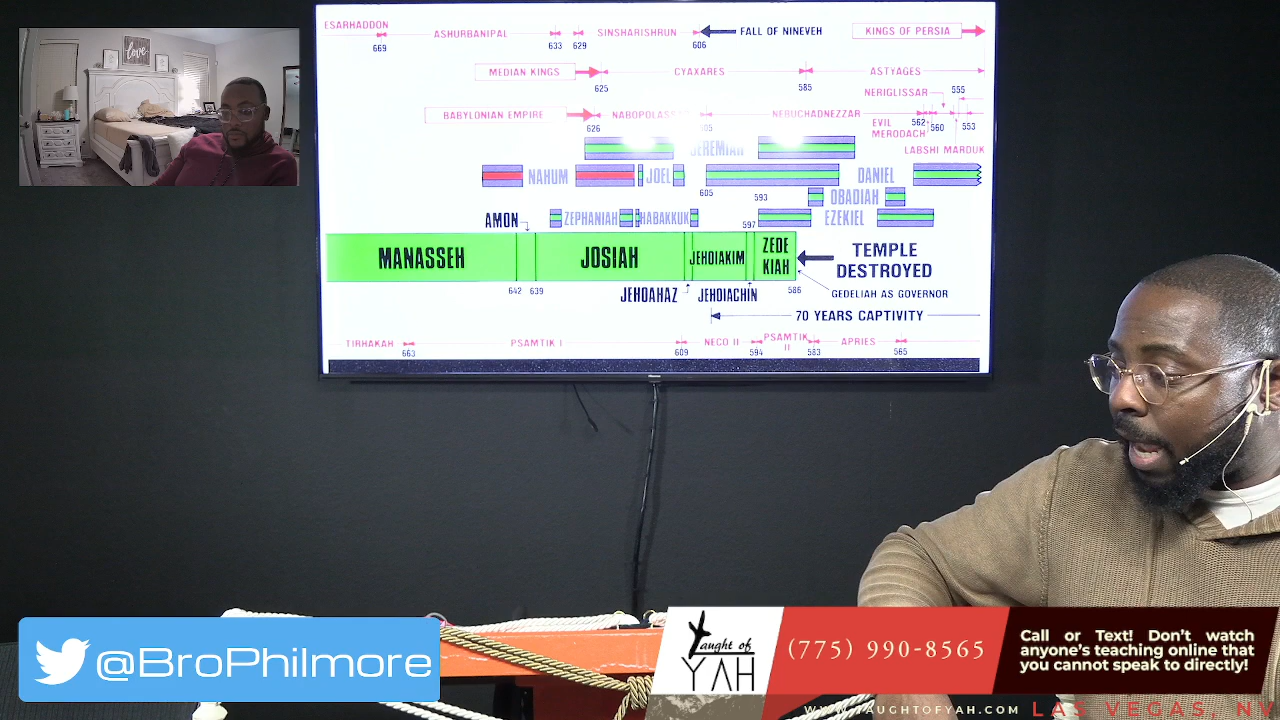 ESARHADDON
669
ASHURBANIPAL
633
629
SINSHARISHRUN
606
FALL OF NINEVEH
KINGS OF PERSIA
MEDIAN KINGS
625
CYAXARES
585
ASTYAGES
NERIGLISSAR
555
BABYLONIAN EMPIRE
626
605
NEBUCHADNEZZAR
EVIL
MERODACH
562
560
553
LABSHI MARDUK
JEREMIAH
NAHUM
JOEL
605
DANIEL
593
OBADIAH
AMON
ZEPHANIAH
HABAKKUK
597
EZEKIEL
MANASSEH
JOSIAH
JEHOIAKIM
ZEDE
KIAH
TEMPLE
DESTROYED
642
639
JEHOAHAZ
JEHOIACHIN
586
GEDELIAH AS GOVERNOR
70 YEARS CAPTIVITY
TIRHAKAH
663
PSAMTIK I
609
NECO II
594
PSAMTIK
II
APRIES
Love
@BroPhilmore
Taught of
YAH
(775) 990-8565
Call or Text! Don't watch
anyone's teaching online that
you cannot speak to directly!
WWW.TAUGHTOFYAH.COM
LAS VEGAS, NV